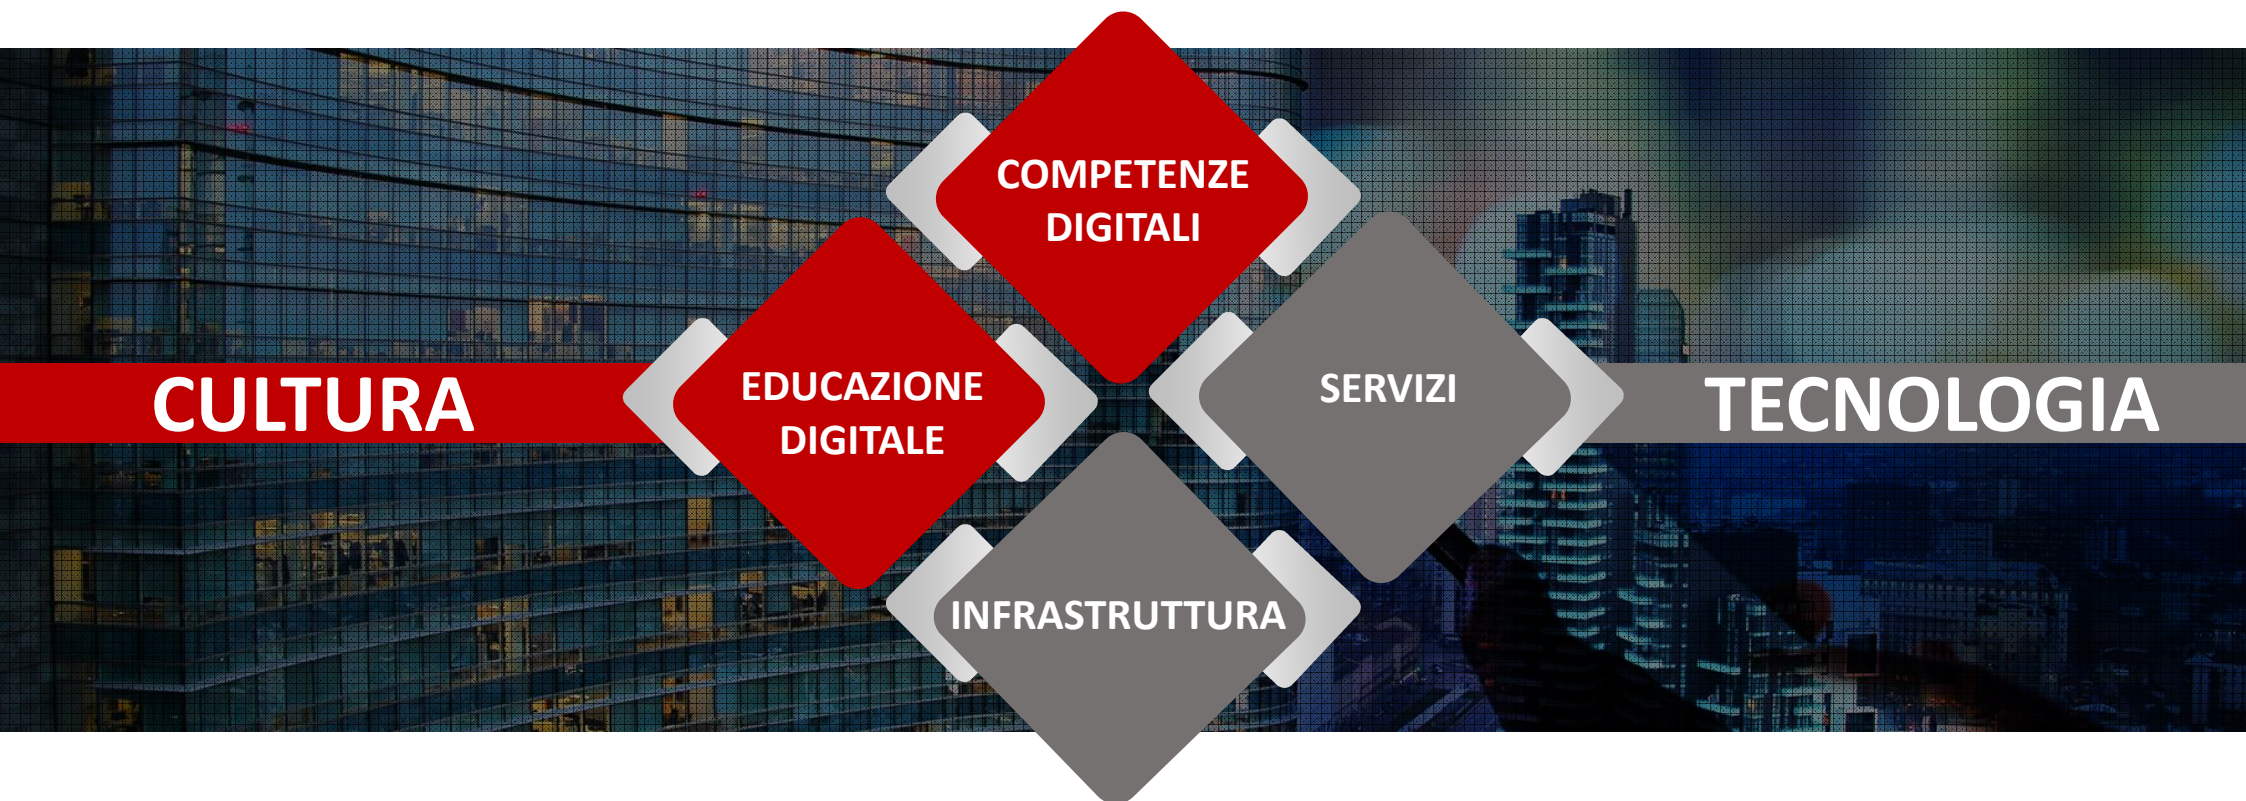 COMPETENZE
DIGITALI
CULTURA
EDUCAZIONE
DIGITALE
SERVIZI
TECNOLOGIA
INFRASTRUTTURA